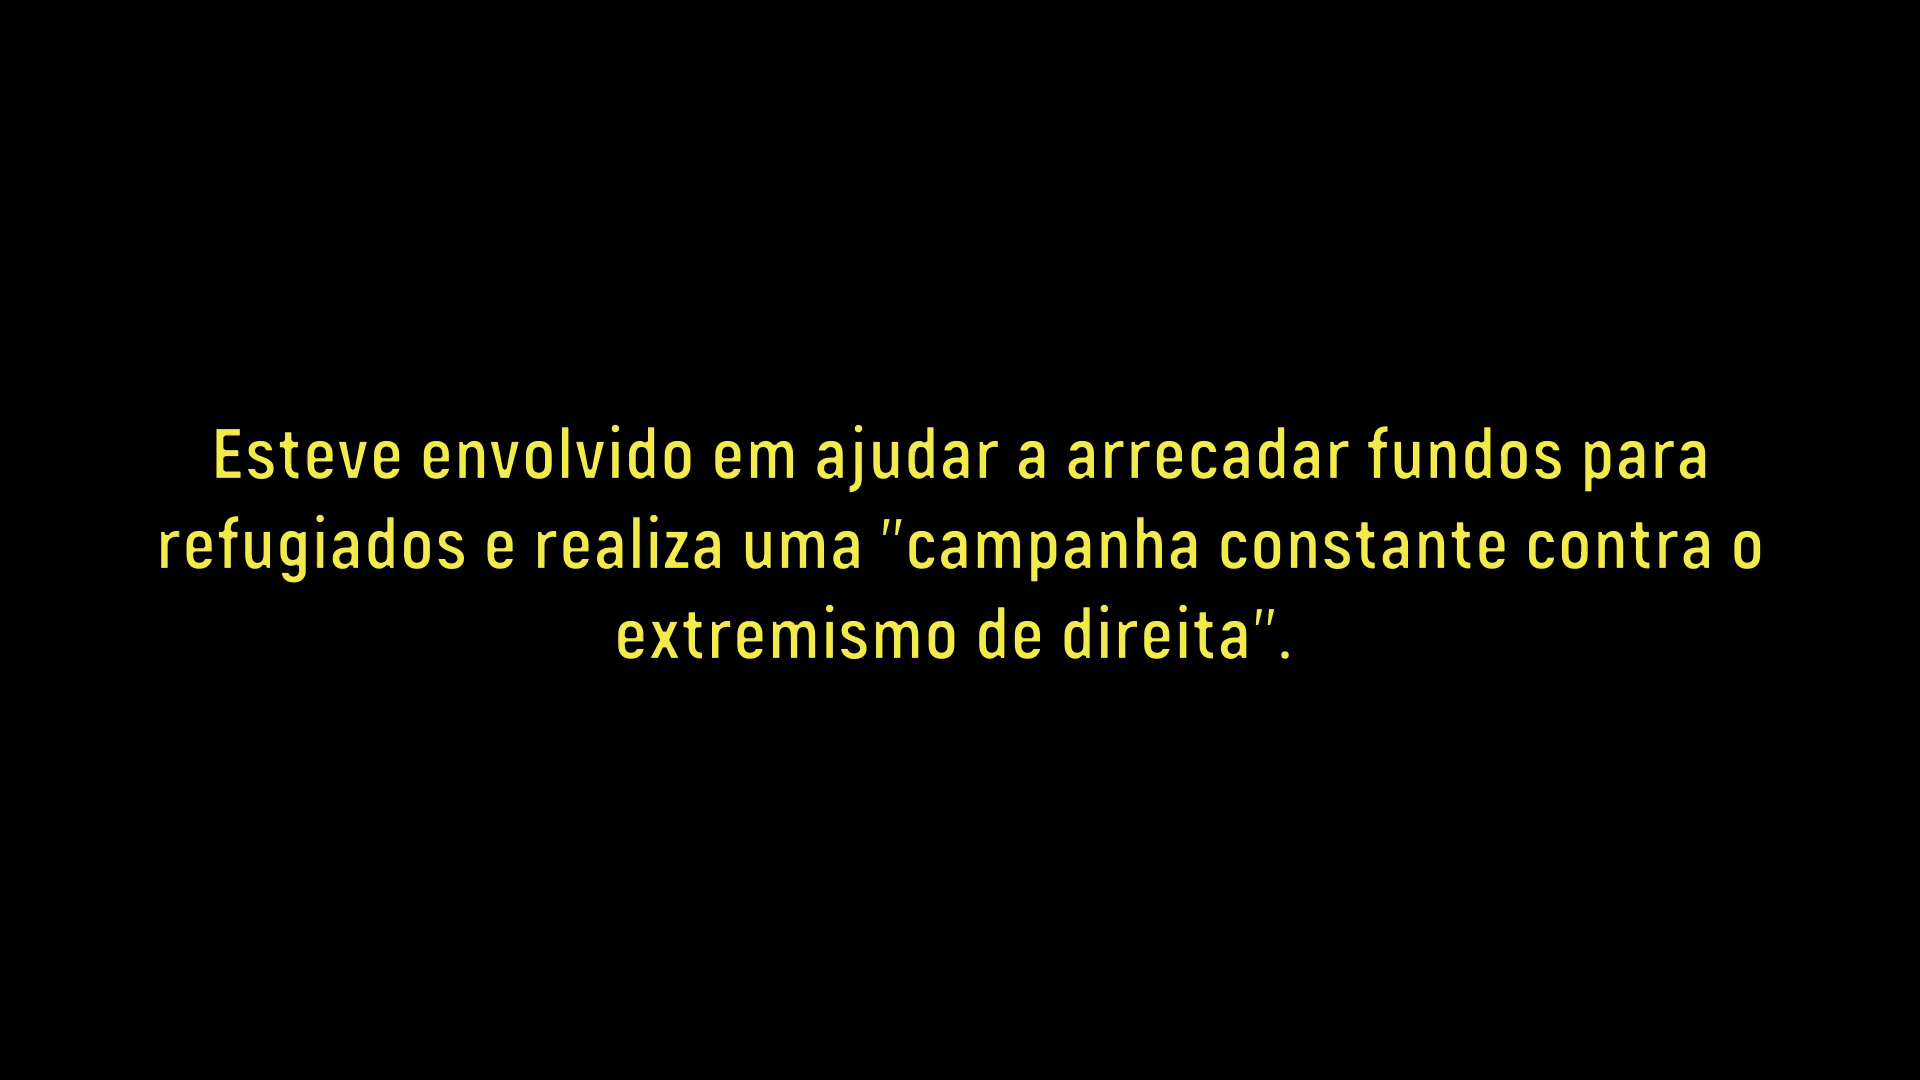 Esteve envolvido em ajudar a arrecadar fundos para
refugiados e realiza uma "campanha constante contra o
extremismo de direita".